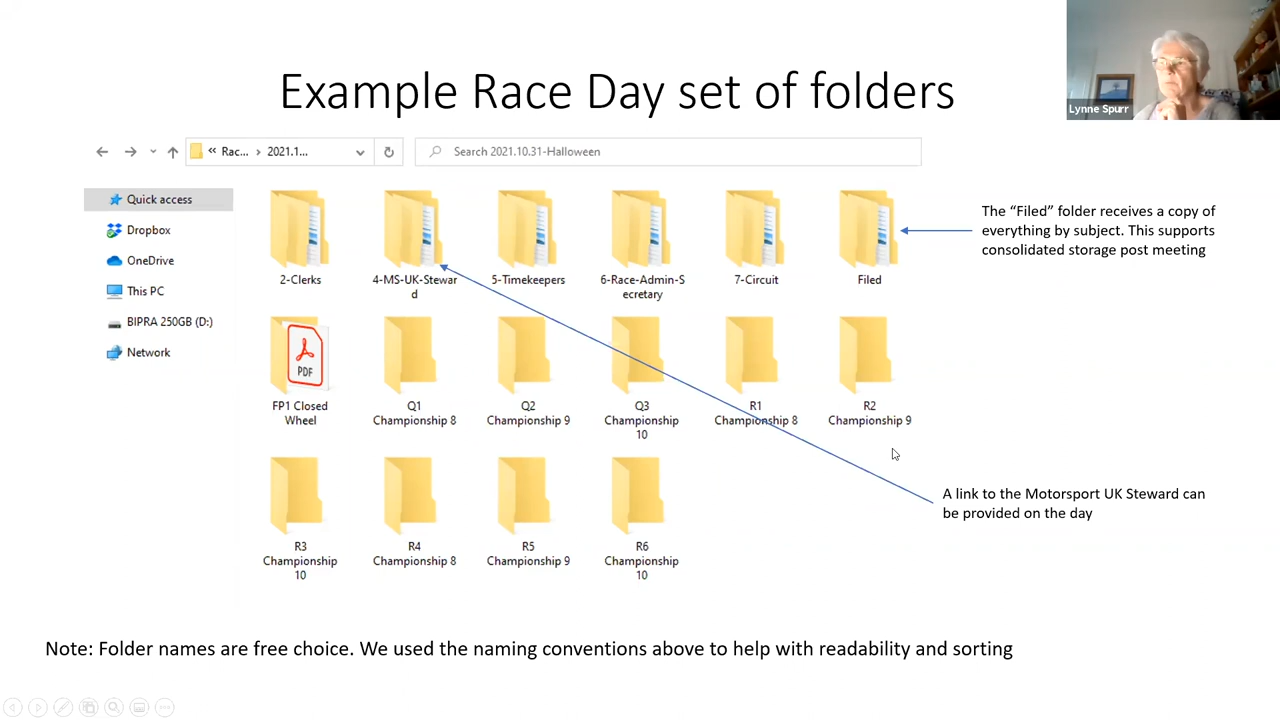 Example Race Day set of folders
Lynne Spurr
« Rac... > 2021.1...
Search 2021.10.31-Halloween
Quick access
Dropbox
OneDrive
This PC
BIPRA 250GB (D:)
Network
2-Clerks
4-MS-UK-Stewar
d
5-Timekeepers
6-Race-Admin-S
ecretary
7-Circuit
Filed
The “Filed” folder receives a copy of
everything by subject. This supports
consolidated storage post meeting
PDF
FP1 Closed
Wheel
Q1
Championship 8
Q2
Championship 9
Q3
Championship
10
R1
Championship 8
R2
Championship 9
R3
Championship
10
R4
Championship 8
R5
Championship 9
R6
Championship
10
A link to the Motorsport UK Steward can
be provided on the day
Note: Folder names are free choice. We used the naming conventions above to help with readability and sorting